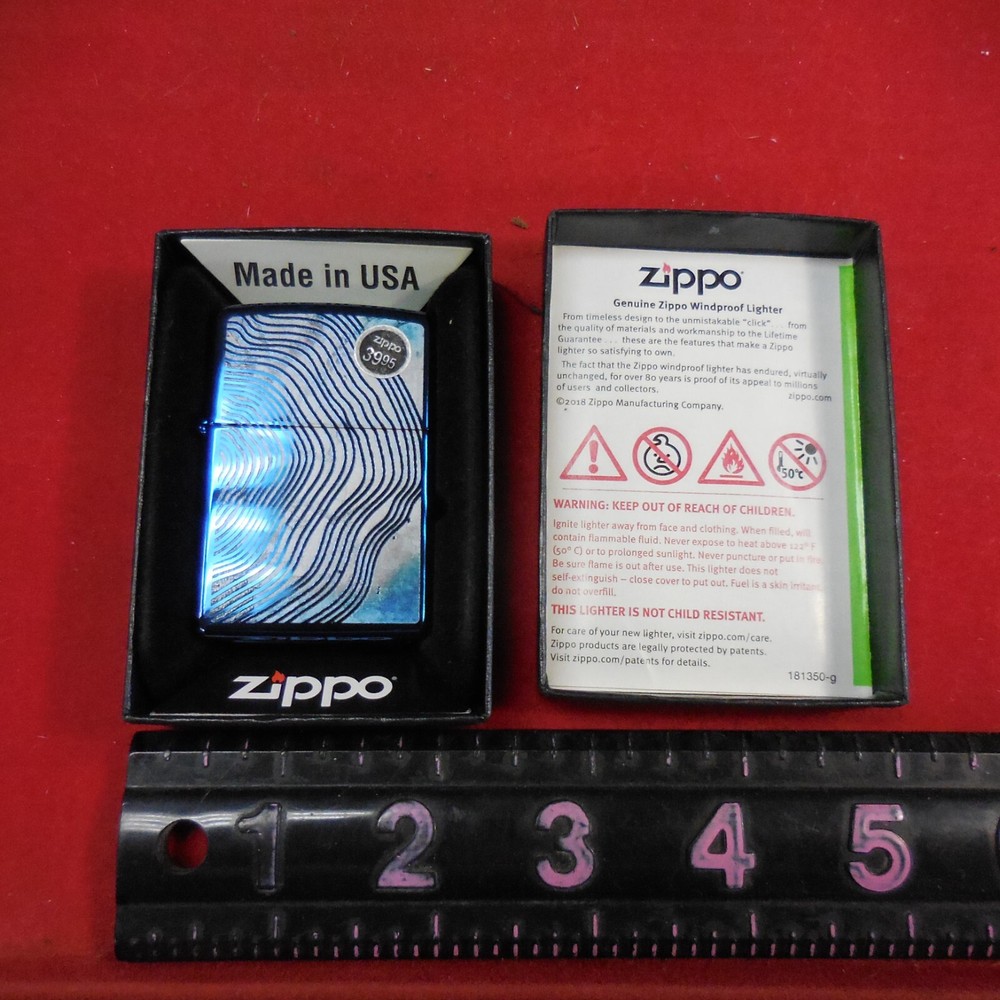 Made in USA
zippo
39.95
zippo
zippo
Genuine Zippo Windproof Lighter
From timeless design to the unmistakable "click" . . . from
the quality of materials and workmanship to the Lifetime
Guarantee . . . these are the features that make a Zippo
lighter so satisfying to own.
The fact that the Zippo windproof lighter has endured, virtually
unchanged, for over 80 years is proof of its appeal to millions
of users and collectors.
zippo.com
©2018 Zippo Manufacturing Company.
50°C
WARNING: KEEP OUT OF REACH OF CHILDREN.
Ignite lighter away from face and clothing. When filled, will
contain flammable fluid. Never expose to heat above 122° F
(50° C) or to prolonged sunlight. Never puncture or put in fire.
Be sure flame is out after use. This lighter does not
self-extinguish – close cover to put out. Fuel is a skin irritant,
do not overfill.
THIS LIGHTER IS NOT CHILD RESISTANT.
For care of your new lighter, visit zippo.com/care.
Zippo products are legally protected by patents.
Visit zippo.com/patents for details.
181350-g
1 2 3 4 5